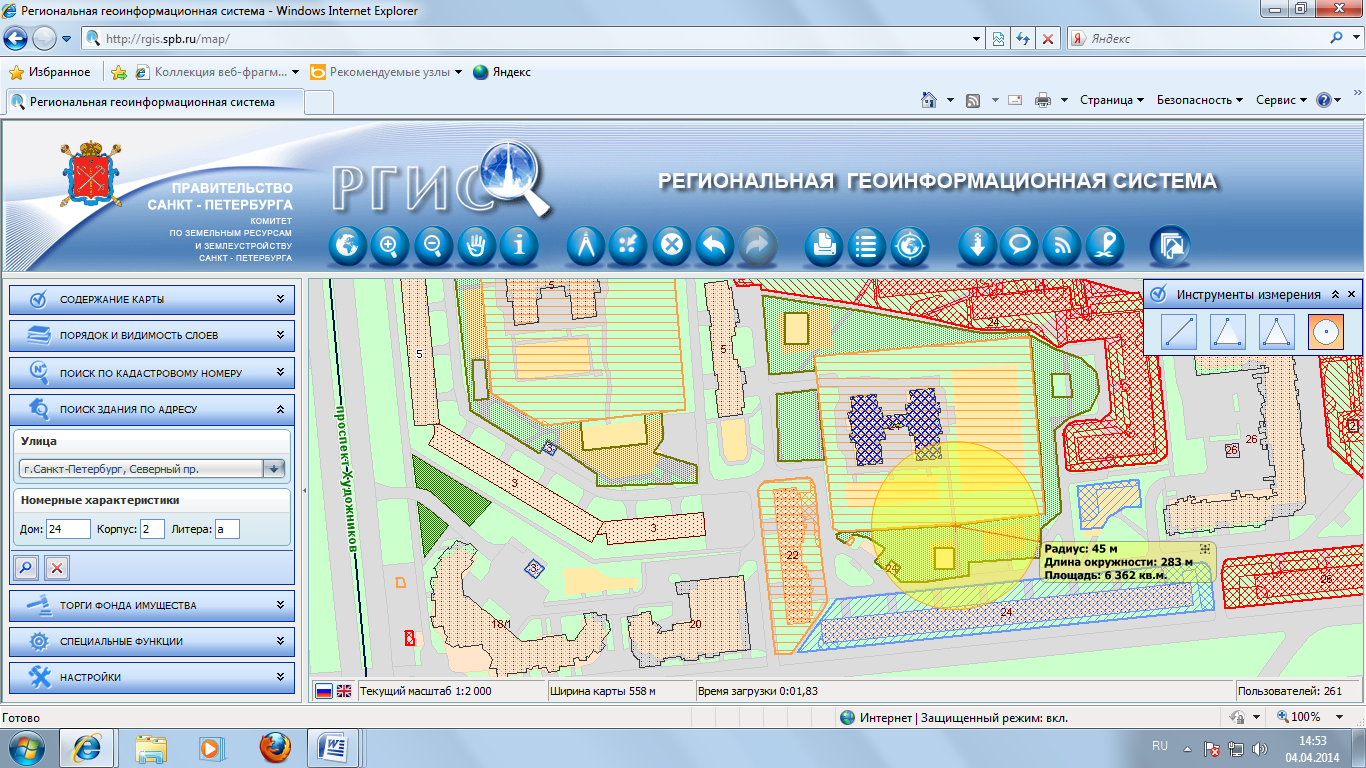 Региональная геоинформационная система - Windows Internet Explorer
http://rgis.spb.ru/map/
Яндекс
Избранное
Коллекция веб-фрагм...
Рекомендуемые узлы
Яндекс
Региональная геоинформационная система
Страница
Безопасность
Сервис
ПРАВИТЕЛЬСТВО
САНКТ - ПЕТЕРБУРГА
КОМИТЕТ
ПО ЗЕМЕЛЬНЫМ РЕСУРСАМ
И ЗЕМЛЕУСТРОЙСТВУ
САНКТ - ПЕТЕРБУРГА
РГИС
РЕГИОНАЛЬНАЯ ГЕОИНФОРМАЦИОННАЯ СИСТЕМА
СОДЕРЖАНИЕ КАРТЫ
ПОРЯДОК И ВИДИМОСТЬ СЛОЕВ
ПОИСК ПО КАДАСТРОВОМУ НОМЕРУ
ПОИСК ЗДАНИЯ ПО АДРЕСУ
Улица
г.Санкт-Петербург, Северный пр.
Номерные характеристики
Дом: 24 Корпус: 2 Литера: а
ТОРГИ ФОНДА ИМУЩЕСТВА
СПЕЦИАЛЬНЫЕ ФУНКЦИИ
НАСТРОЙКИ
Инструменты измерения
проспект Художников
5
5
5
3
3
3
22
24
24
26
26
26
18/1
20
Радиус: 45 м
Длина окружности: 283 м
Площадь: 6 362 кв.м.
Текущий масштаб 1:2 000
Ширина карты 558 м
Время загрузки 0:01,83
Пользователей: 261
Готово
Интернет | Защищенный режим: вкл.
100%
RU
14:53
04.04.2014